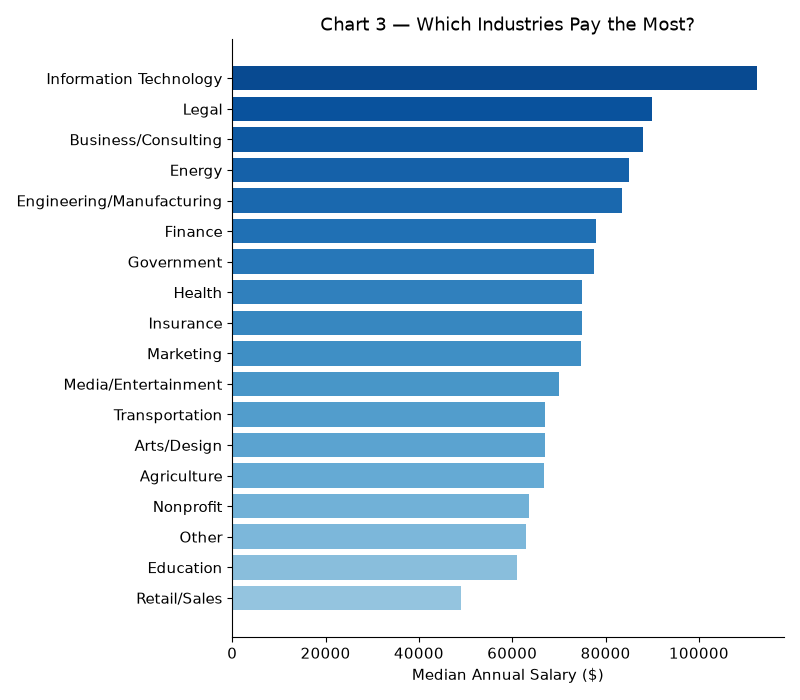 Chart 3 — Which Industries Pay the Most?
Information Technology
Legal
Business/Consulting
Energy
Engineering/Manufacturing
Finance
Government
Health
Insurance
Marketing
Media/Entertainment
Transportation
Arts/Design
Agriculture
Nonprofit
Other
Education
Retail/Sales
0 20000 40000 60000 80000 100000
Median Annual Salary ($)